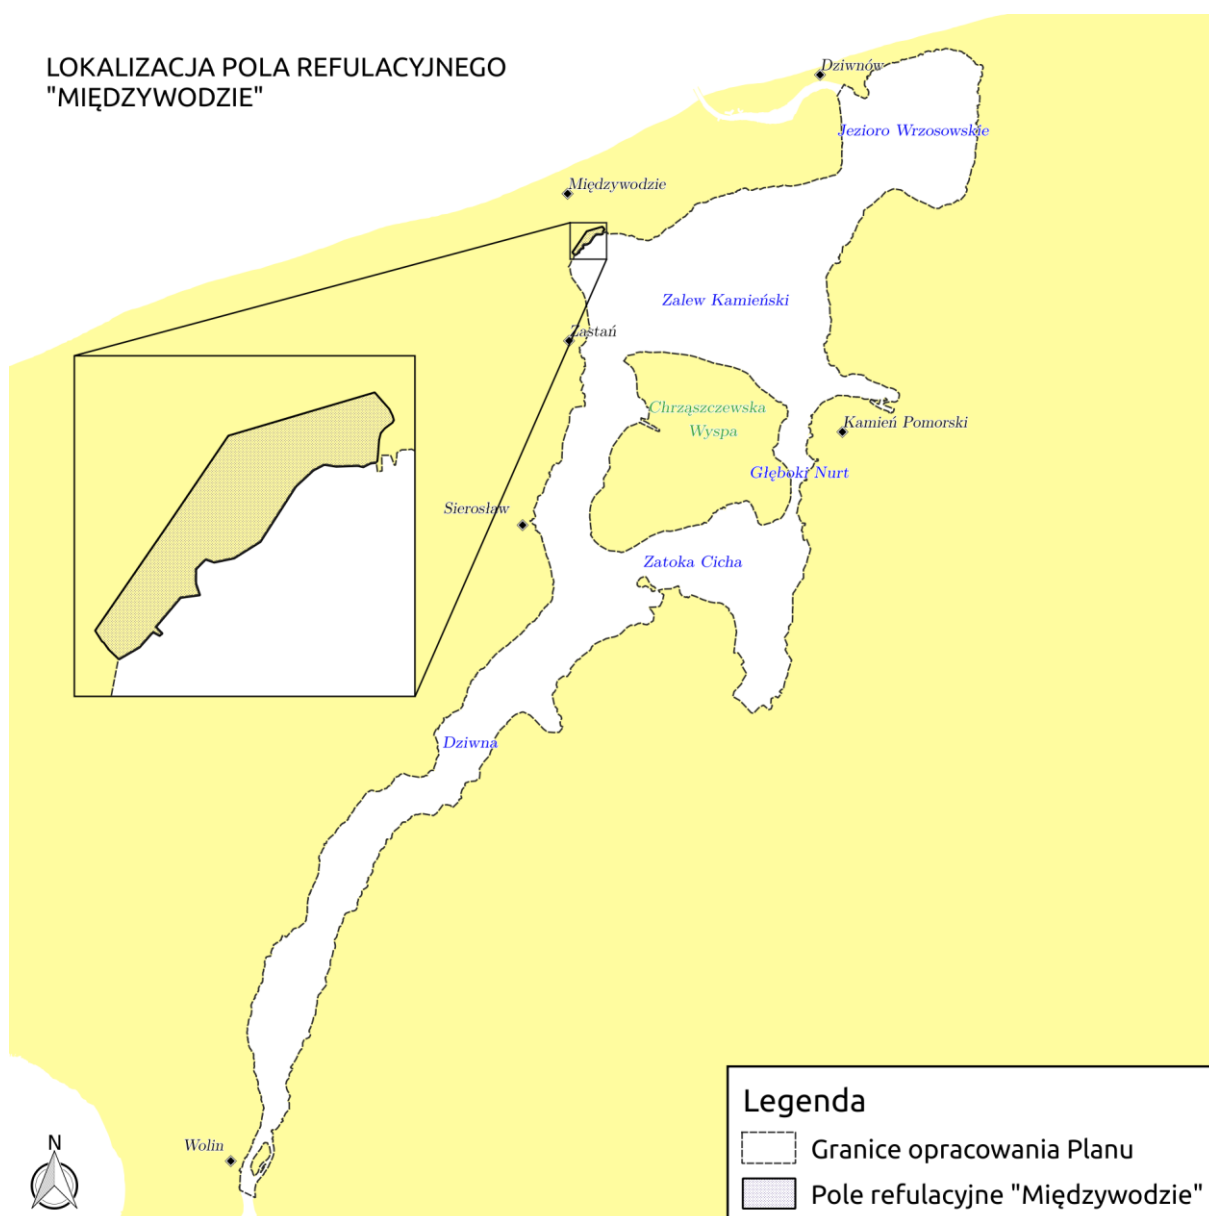 LOKALIZACJA POLA REFULACYJNEGO
"MIĘDZYWODZIE"
Dziwnów
Jezioro Wrzosowskie
Międzywodzie
Zalew Kamieński
Zastań
Chrząszczewska
Wyspa
Kamień Pomorski
Głęboki Nurt
Sierosław
Zatoka Cicha
Dziwna
Wolin
N
Legenda
Granice opracowania Planu
Pole refulacyjne "Międzywodzie"